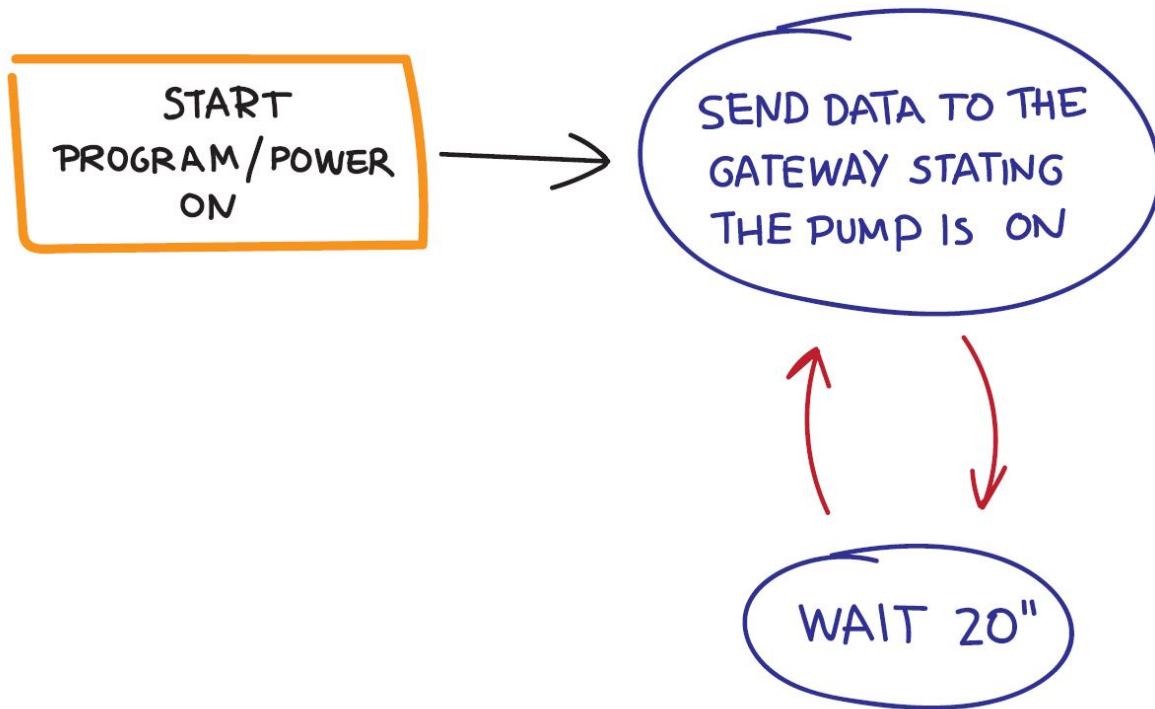 START
PROGRAM/POWER
ON
SEND DATA TO THE
GATEWAY STATING
THE PUMP IS ON
WAIT 20"